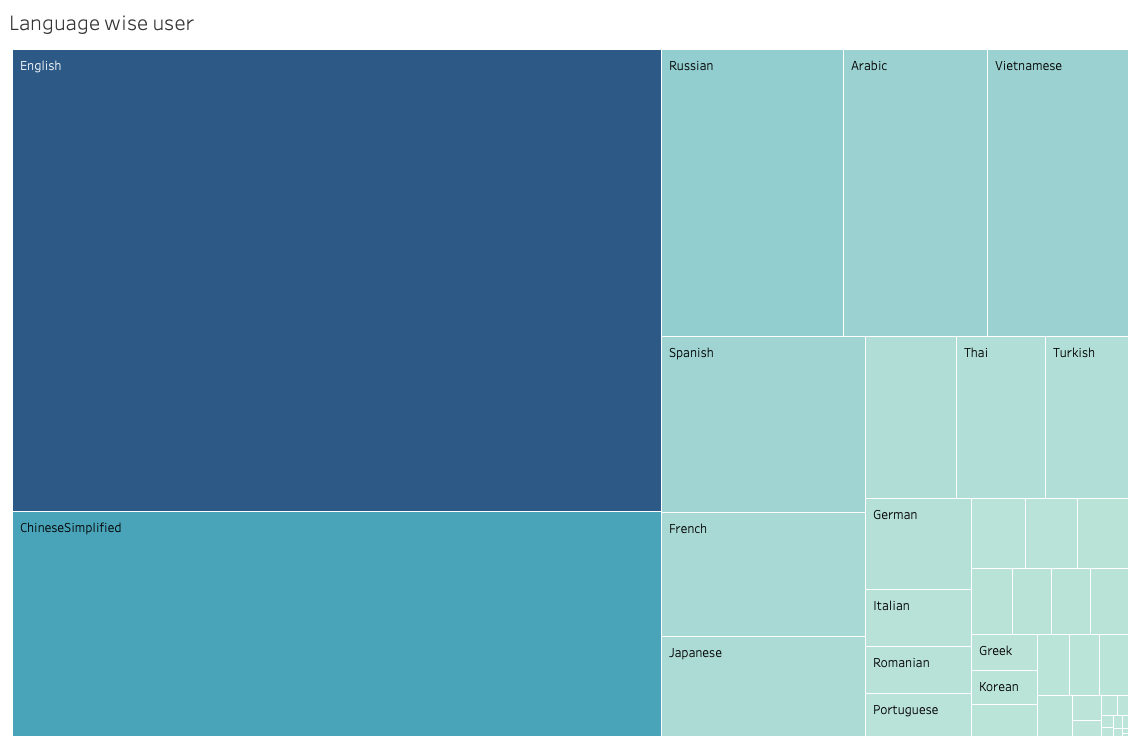 Language wise user
English
Russian
Arabic
Vietnamese
Spanish
Thai
Turkish
German
ChineseSimplified
French
Italian
Greek
Japanese
Romanian
Korean
Portuguese